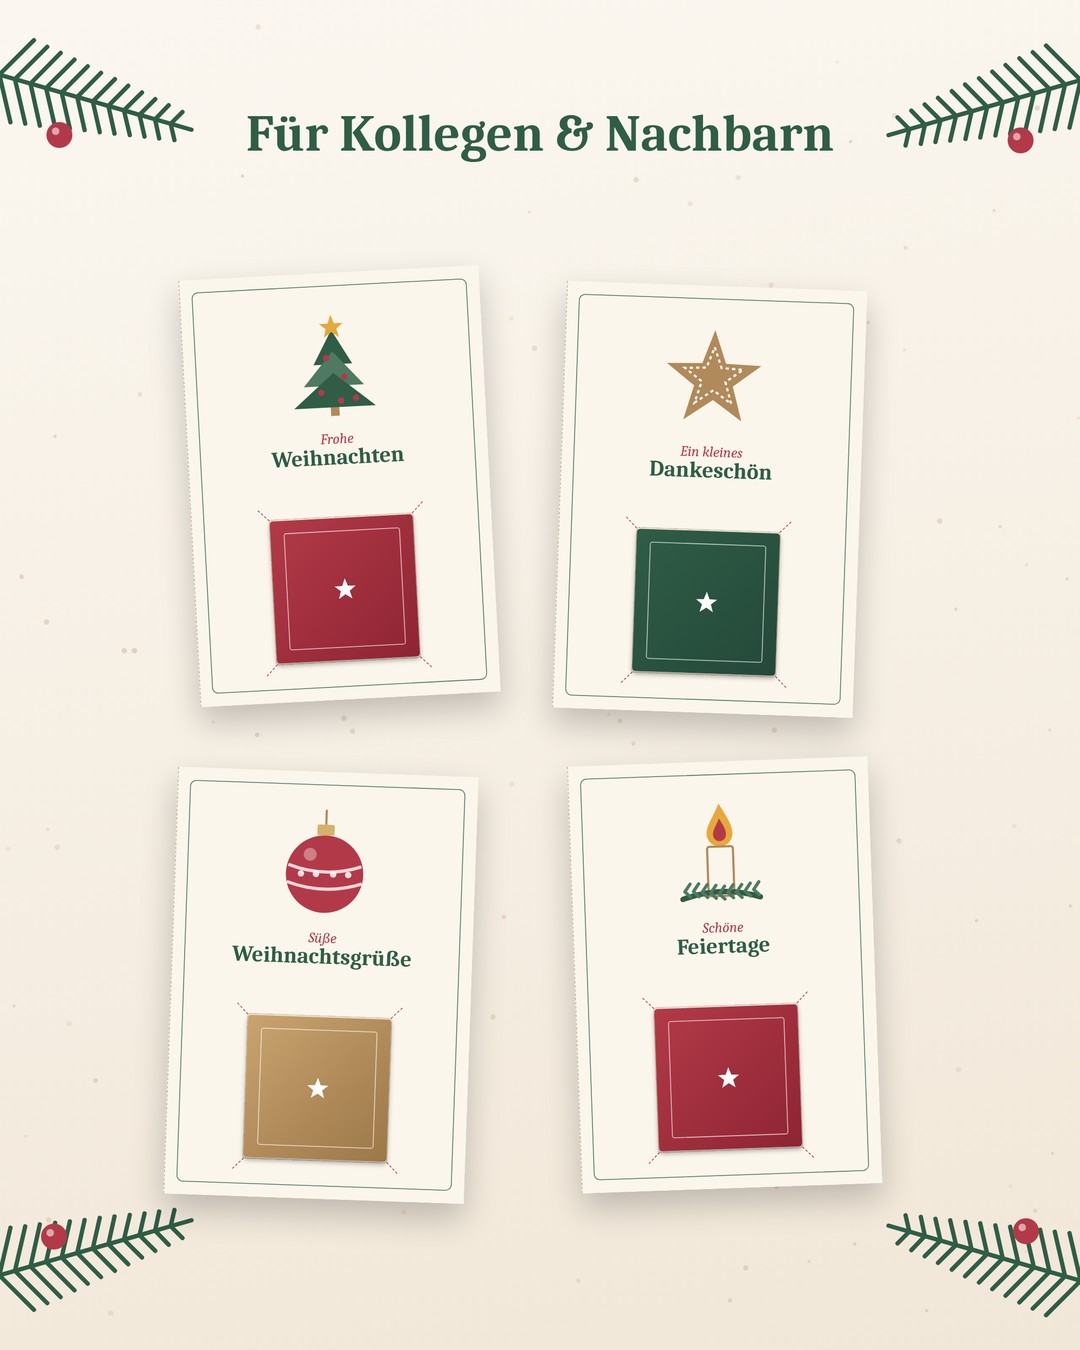 Für Kollegen & Nachbarn
Frohe
Weihnachten
Ein kleines
Dankeschön
Süße
Weihnachtsgrüße
Schöne
Feiertage